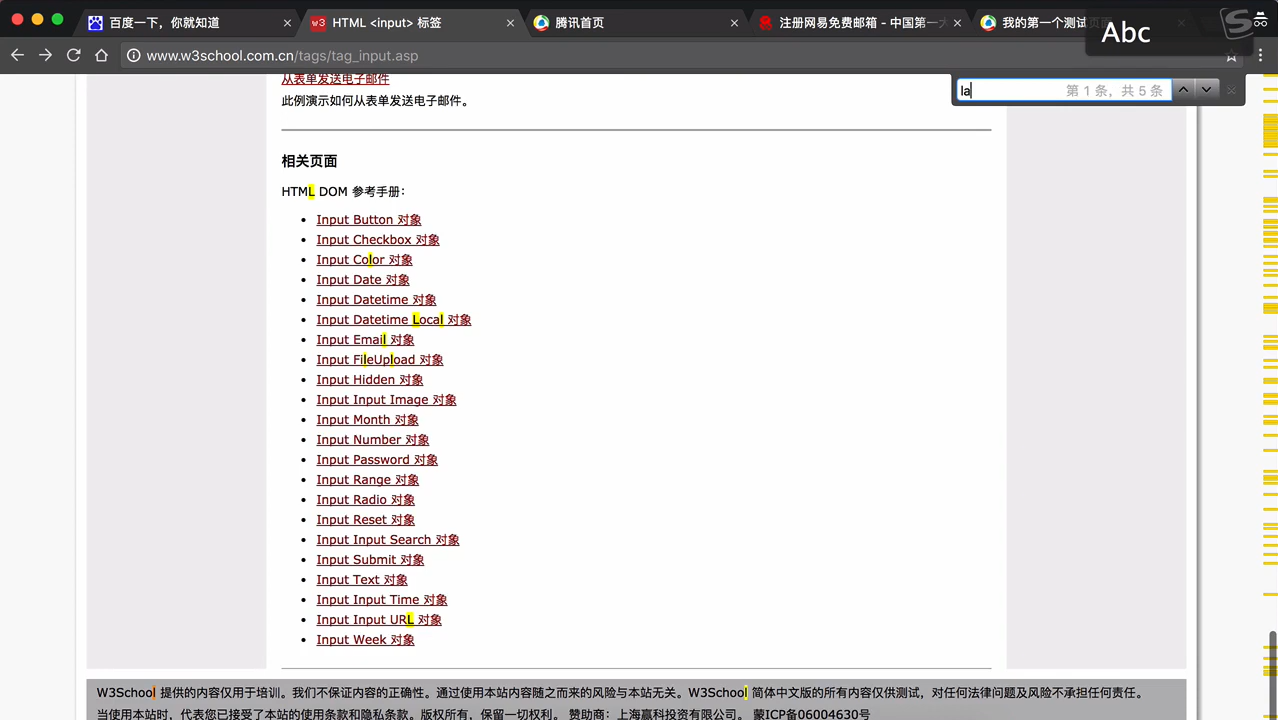 百度一下，你就知道
HTML <input> 标签
腾讯首页
注册网易免费邮箱 - 中国第一大
我的第一个测试页面
Abc
www.w3school.com.cn/tags/tag_input.asp
la
第 1 条，共 5 条
从表单发送电子邮件
此例演示如何从表单发送电子邮件。
相关页面
HTML DOM 参考手册：
Input Button 对象
Input Checkbox 对象
Input Color 对象
Input Date 对象
Input Datetime 对象
Input Datetime Local 对象
Input Email 对象
Input FileUpload 对象
Input Hidden 对象
Input Input Image 对象
Input Month 对象
Input Number 对象
Input Password 对象
Input Range 对象
Input Radio 对象
Input Reset 对象
Input Input Search 对象
Input Submit 对象
Input Text 对象
Input Input Time 对象
Input Input URL 对象
Input Week 对象
W3School 提供的内容仅用于培训。我们不保证内容的正确性。通过使用本站内容随之而来的风险与本站无关。W3School 简体中文版的所有内容仅供测试，对任何法律问题及风险不承担任何责任。
当使用本站时，代表您已接受了本站的使用条款和隐私条款。版权所有，保留一切权利。 赞助商：上海赢科投资有限公司。 蒙ICP备06004630号